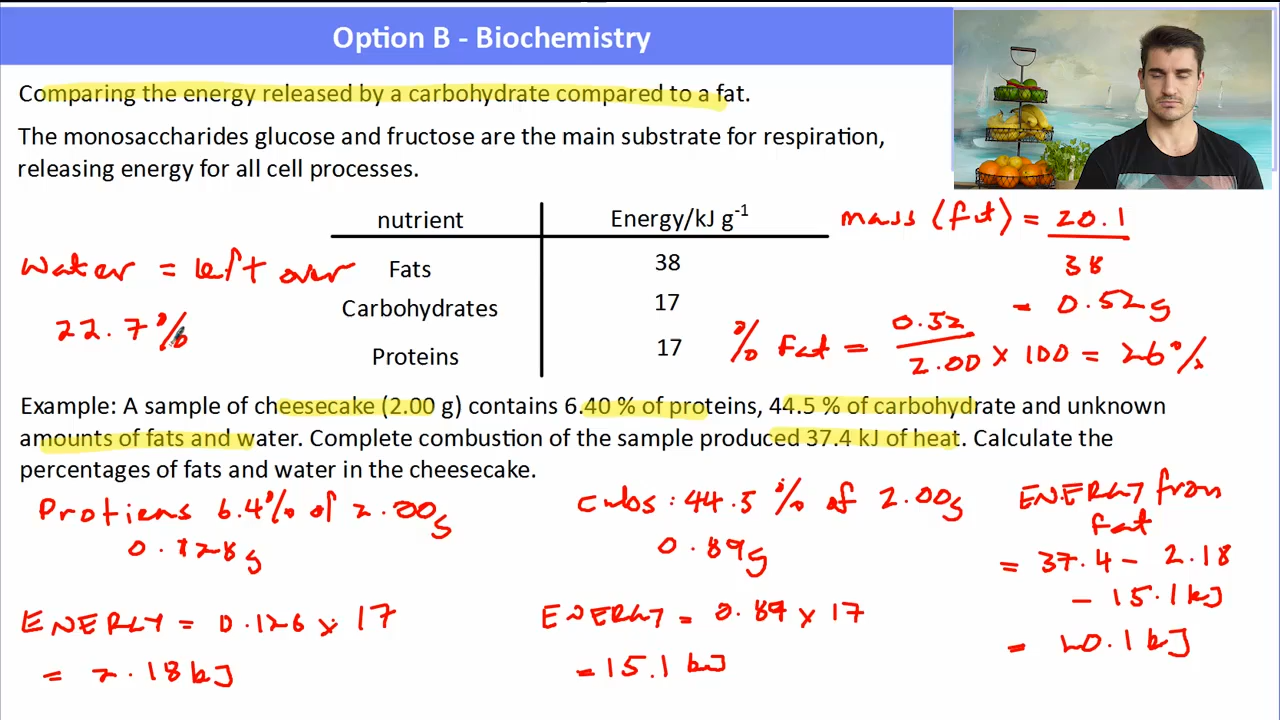 Option B - Biochemistry
Comparing the energy released by a carbohydrate compared to a fat.
The monosaccharides glucose and fructose are the main substrate for respiration,
releasing energy for all cell processes.
nutrient Energy/kJ g-1
Fats 38
Carbohydrates 17
Proteins 17
Water = left over
22.7%
mass (fat) = 20.1
38
= 0.52g
% Fat = 0.52
2.00 x 100 = 26%
Example: A sample of cheesecake (2.00 g) contains 6.40 % of proteins, 44.5 % of carbohydrate and unknown
amounts of fats and water. Complete combustion of the sample produced 37.4 kJ of heat. Calculate the
percentages of fats and water in the cheesecake.
Protiens 6.4% of 2.00g
0.128g
ENERGY = 0.126 x 17
= 2.18kJ
Cubs: 44.5 % of 2.00g
0.89g
ENERGY = 0.89 x 17
= 15.1 kJ
ENERGY from
fat
= 37.4 - 2.18
- 15.1kJ
= 20.1kJ